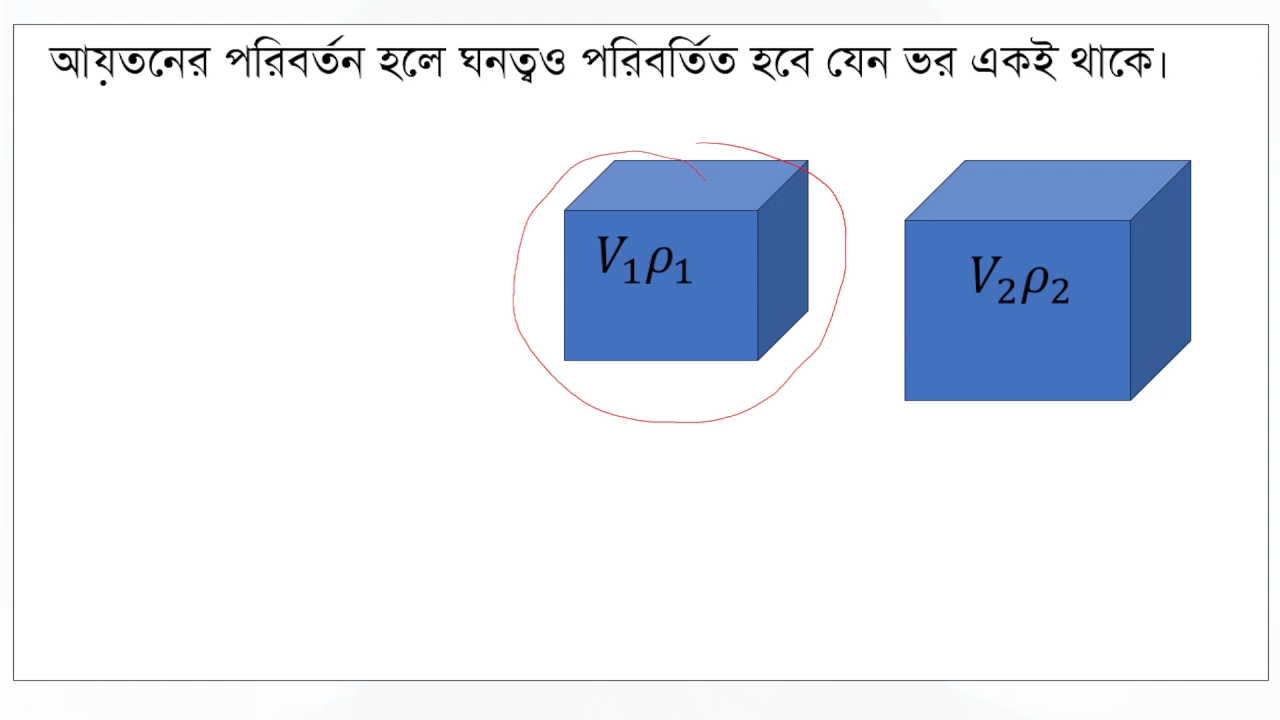 আয়তনের পরিবর্তন হলে ঘনত্বও পরিবর্তিত হবে যেন ভর একই থাকে।
V₁ρ₁
V₂ρ₂